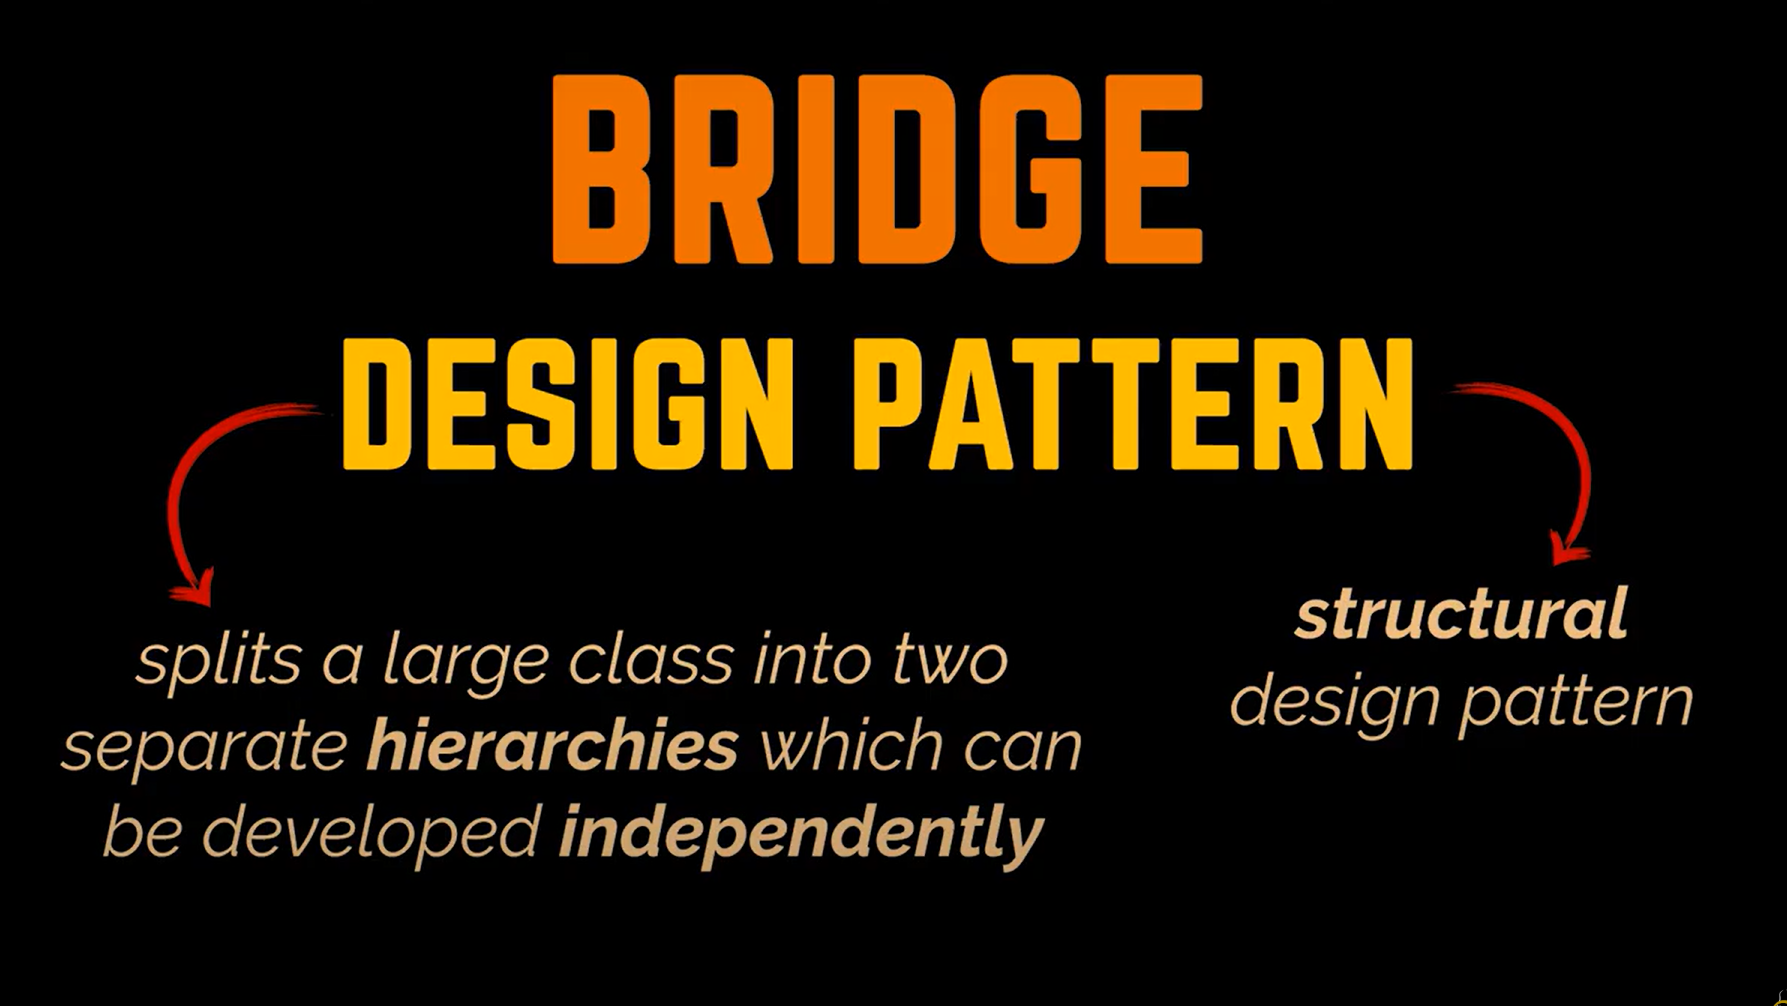 BRIDGE
DESIGN PATTERN
splits a large class into two
separate hierarchies which can
be developed independently
structural
design pattern